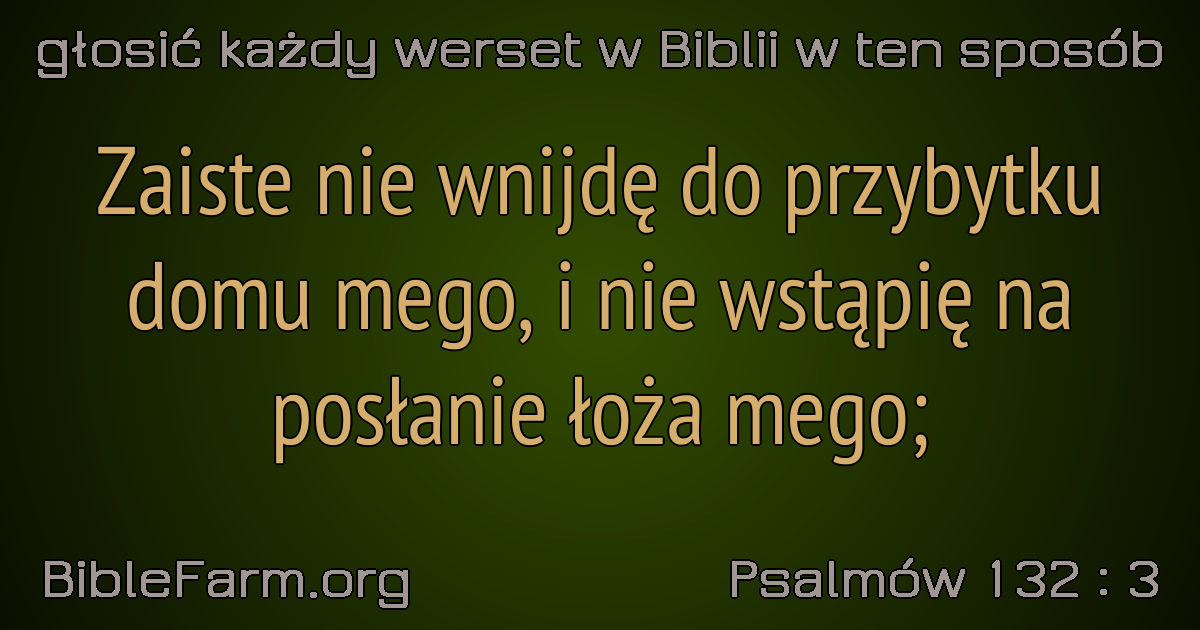 głosić każdy werset w Biblii w ten sposób
Zaiste nie wnijdę do przybytku
domu mego, i nie wstąpię na
posłanie łoża mego;
BibleFarm.org
Psalmów 132 : 3